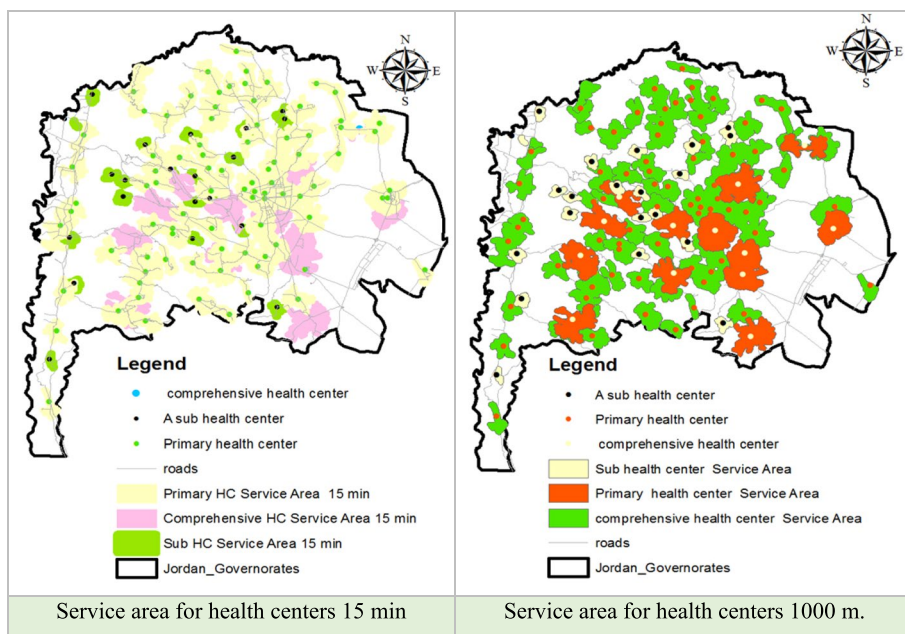 N
W E
S
Legend
comprehensive health center
A sub health center
Primary health center
roads
Primary HC Service Area 15 min
Comprehensive HC Service Area 15 min
Sub HC Service Area 15 min
Jordan_Governorates
Service area for health centers 15 min
N
W E
S
Legend
A sub health center
Primary health center
comprehensive health center
Sub health center Service Area
Primary health center Service Area
comprehensive health center Service Area
roads
Jordan_Governorates
Service area for health centers 1000 m.